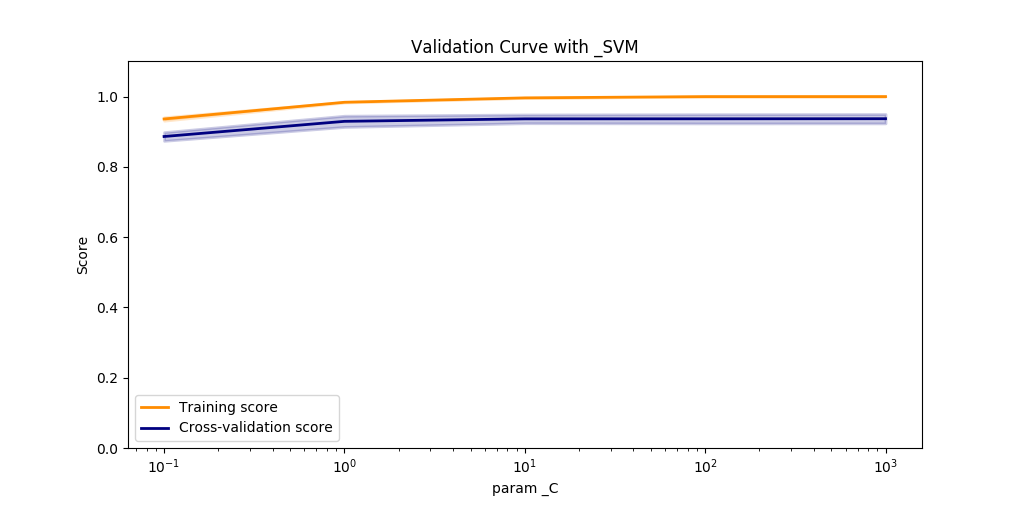 Validation Curve with _SVM
1.0
0.8
0.6
0.4
0.2
0.0
Score
Training score
Cross-validation score
10⁻¹ 10⁰ 10¹ 10² 10³
param _C